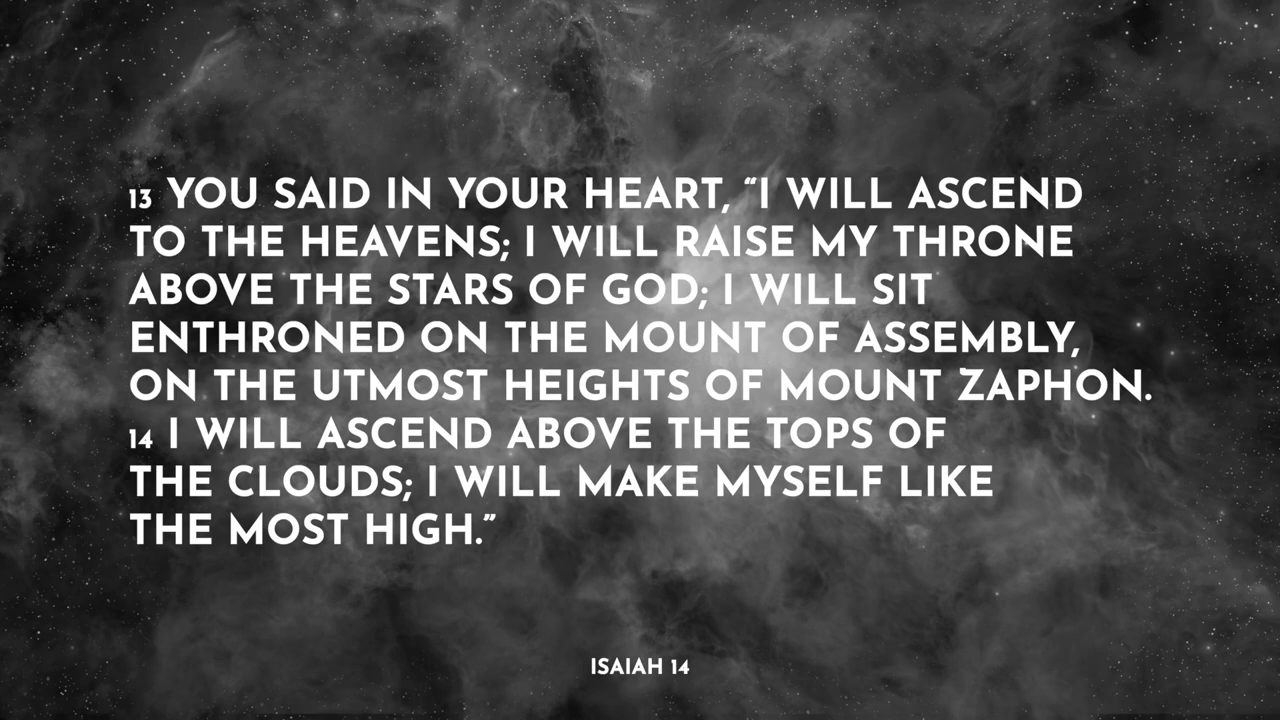 13 YOU SAID IN YOUR HEART, “I WILL ASCEND
TO THE HEAVENS; I WILL RAISE MY THRONE
ABOVE THE STARS OF GOD; I WILL SIT
ENTHRONED ON THE MOUNT OF ASSEMBLY,
ON THE UTMOST HEIGHTS OF MOUNT ZAPHON.
14 I WILL ASCEND ABOVE THE TOPS OF
THE CLOUDS; I WILL MAKE MYSELF LIKE
THE MOST HIGH.”
ISAIAH 14